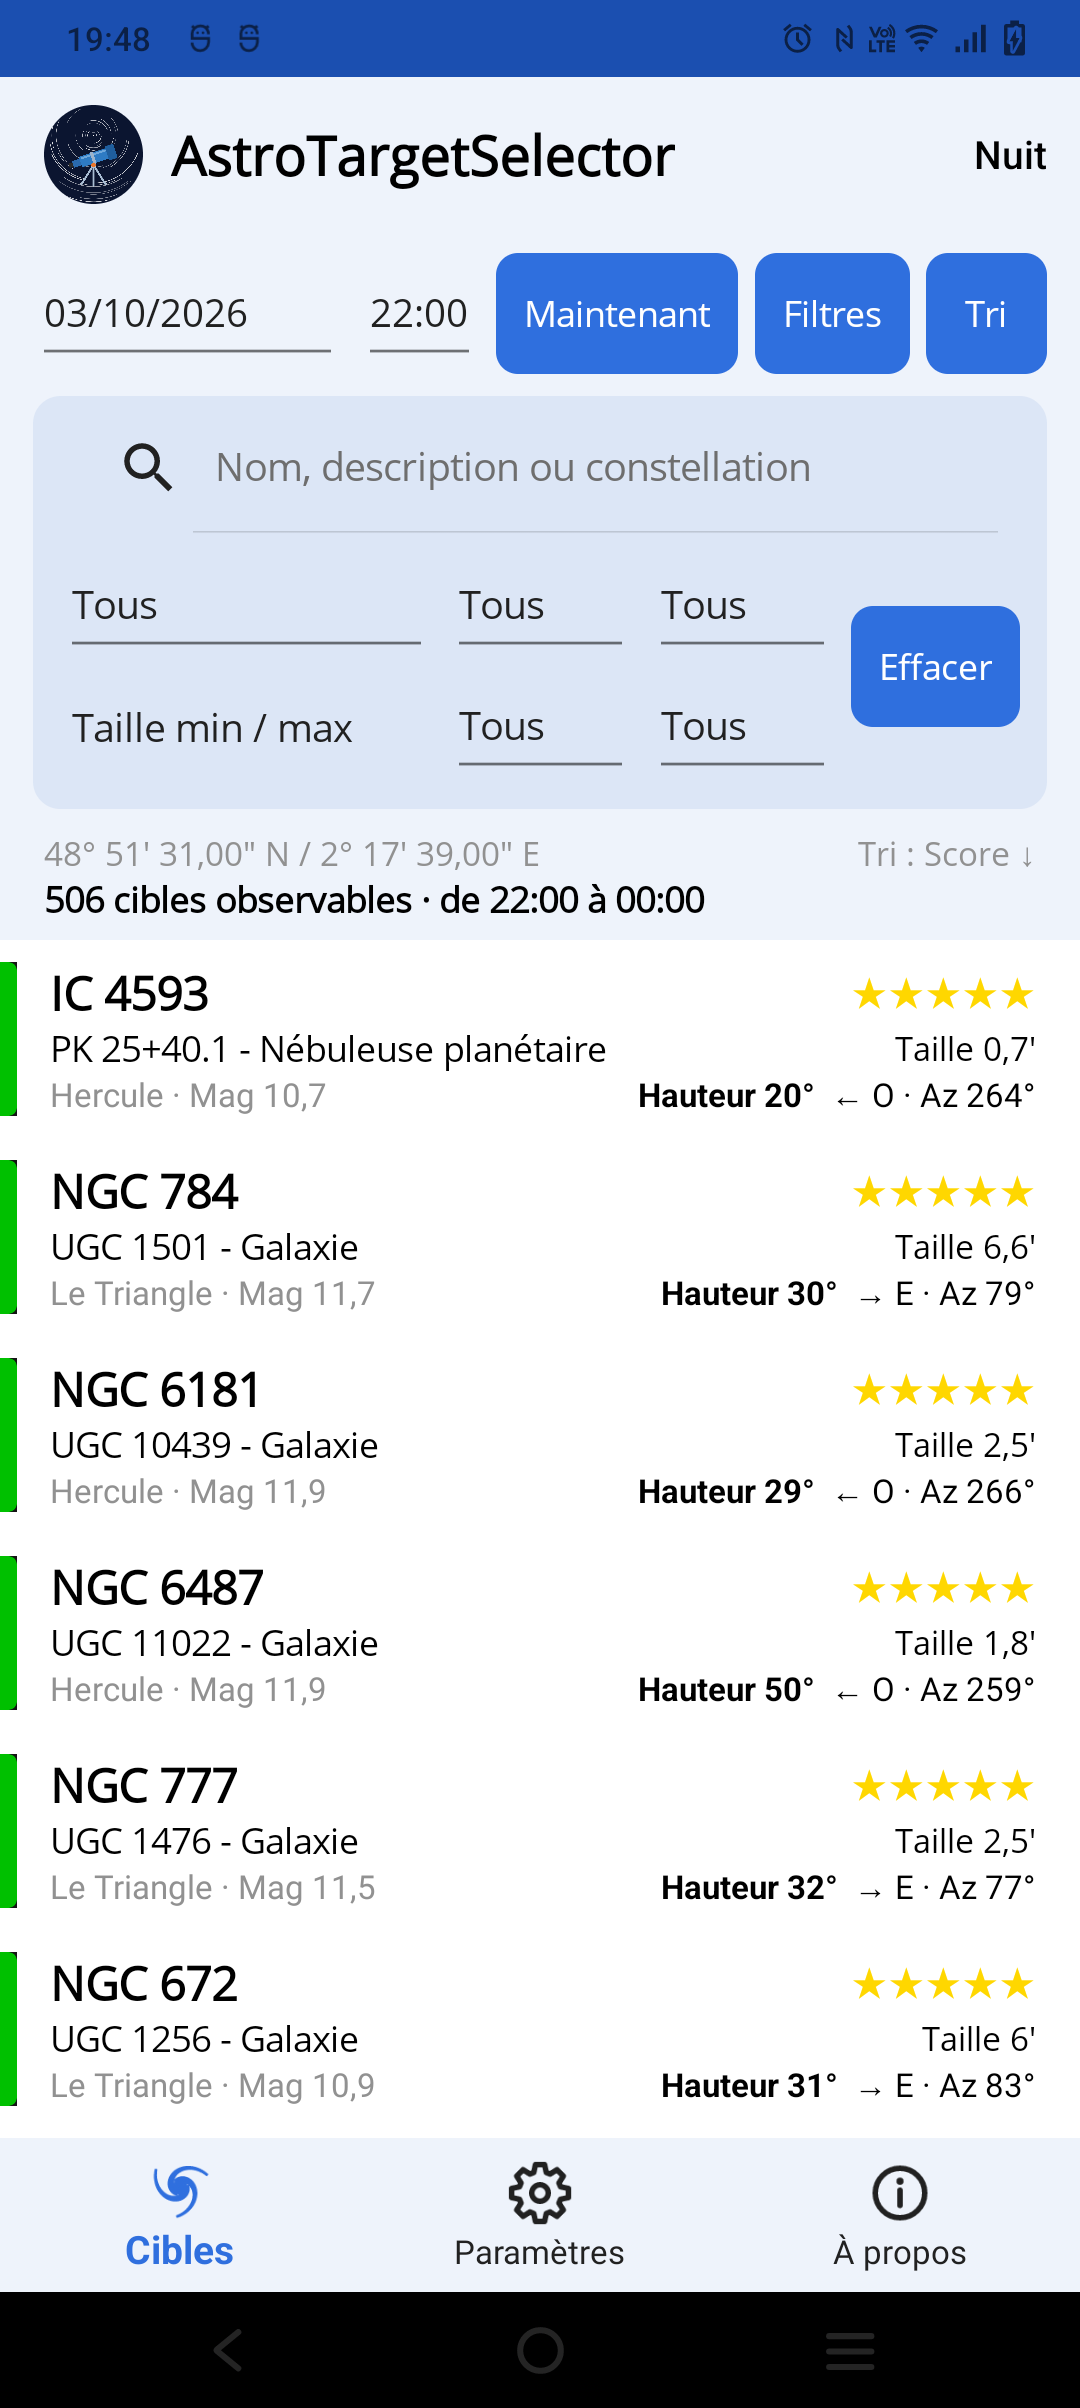 19:48
AstroTargetSelector
Nuit
03/10/2026 22:00 Maintenant Filtres Tri
Nom, description ou constellation
Tous Tous Tous
Effacer
Taille min / max Tous Tous
48° 51' 31,00" N / 2° 17' 39,00" E Tri : Score ↓
506 cibles observables · de 22:00 à 00:00
IC 4593 ★★★★★
PK 25+40.1 - Nébuleuse planétaire Taille 0,7'
Hercule · Mag 10,7 Hauteur 20° ← O · Az 264°
NGC 784 ★★★★★
UGC 1501 - Galaxie Taille 6,6'
Le Triangle · Mag 11,7 Hauteur 30° → E · Az 79°
NGC 6181 ★★★★★
UGC 10439 - Galaxie Taille 2,5'
Hercule · Mag 11,9 Hauteur 29° ← O · Az 266°
NGC 6487 ★★★★★
UGC 11022 - Galaxie Taille 1,8'
Hercule · Mag 11,9 Hauteur 50° ← O · Az 259°
NGC 777 ★★★★★
UGC 1476 - Galaxie Taille 2,5'
Le Triangle · Mag 11,5 Hauteur 32° → E · Az 77°
NGC 672 ★★★★★
UGC 1256 - Galaxie Taille 6'
Le Triangle · Mag 10,9 Hauteur 31° → E · Az 83°
Cibles Paramètres À propos